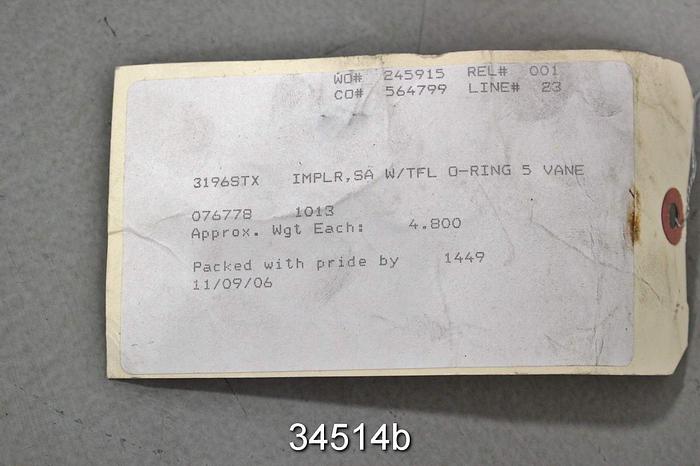 WO# 245915 REL# 001
CO# 564799 LINE# 23
3196STX IMPLR,SA W/TFL O-RING 5 VANE
076778 1013
Approx. Wgt Each: 4.800
Packed with pride by 1449
11/09/06
34514b